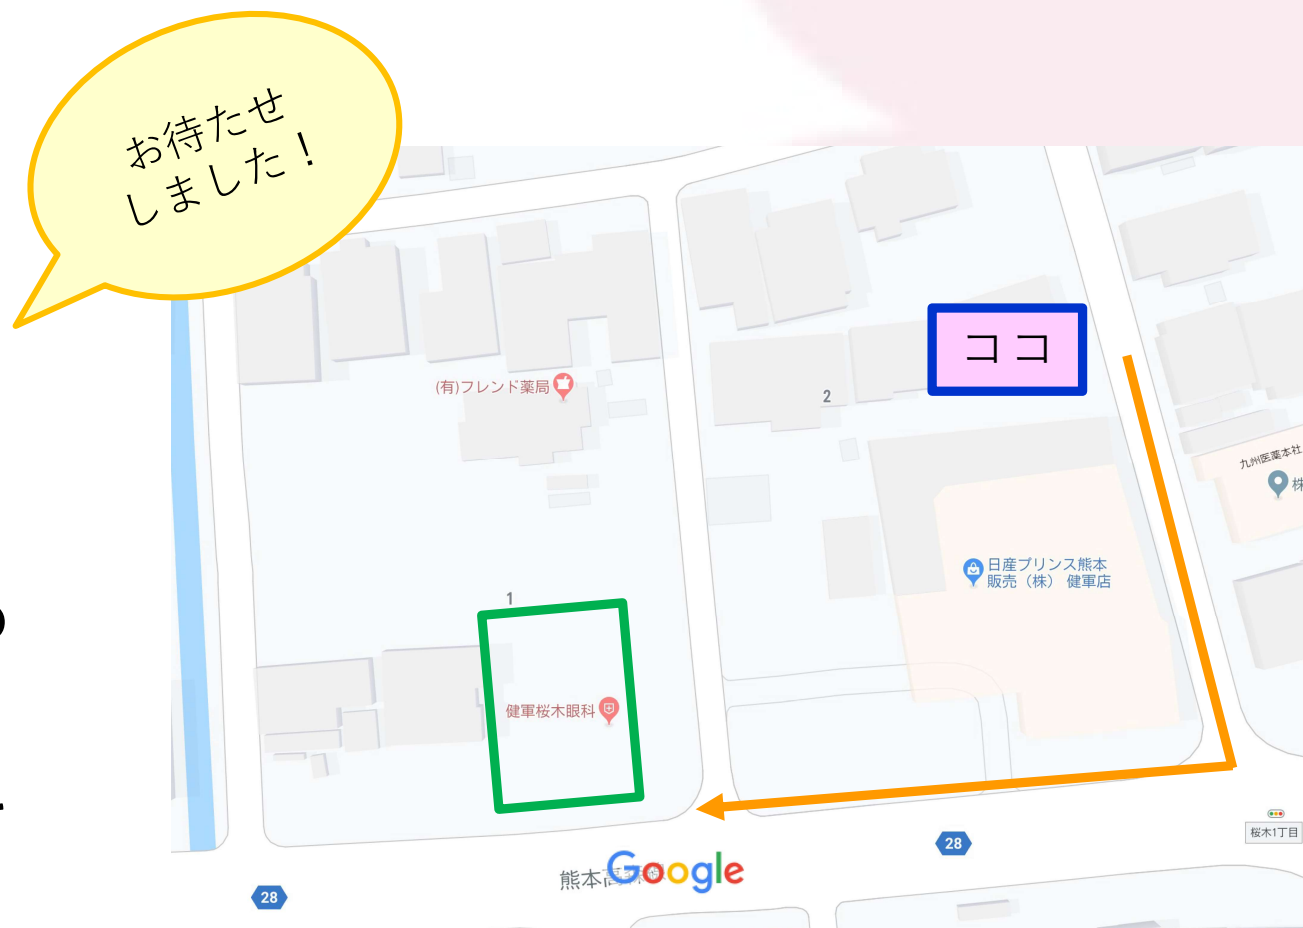 お待たせ
しました！
(有)フレンド薬局
ココ
2
九州医薬本社
株
日産プリンス熊本
販売（株） 健軍店
1
健軍桜木眼科
桜木1丁目
28
熊本
Google
28